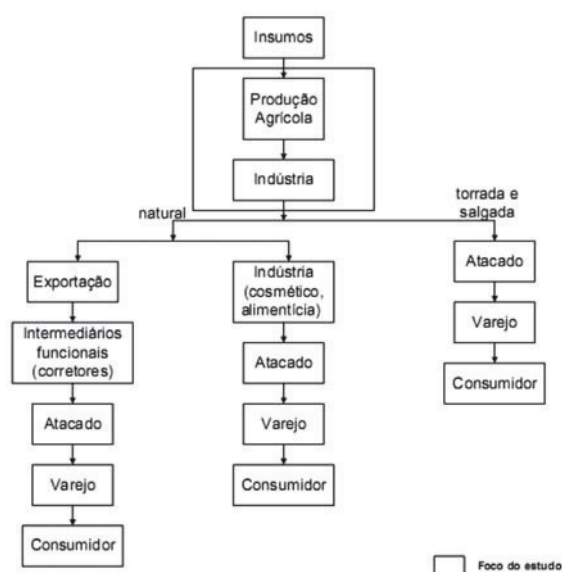 Insumos
Produção
Agrícola
Indústria
natural
torrada e
salgada
Exportação
Intermediários
funcionais
(corretores)
Atacado
Varejo
Consumidor
Indústria
(cosmético,
alimentícia)
Atacado
Varejo
Consumidor
Atacado
Varejo
Consumidor
Foco do estudo